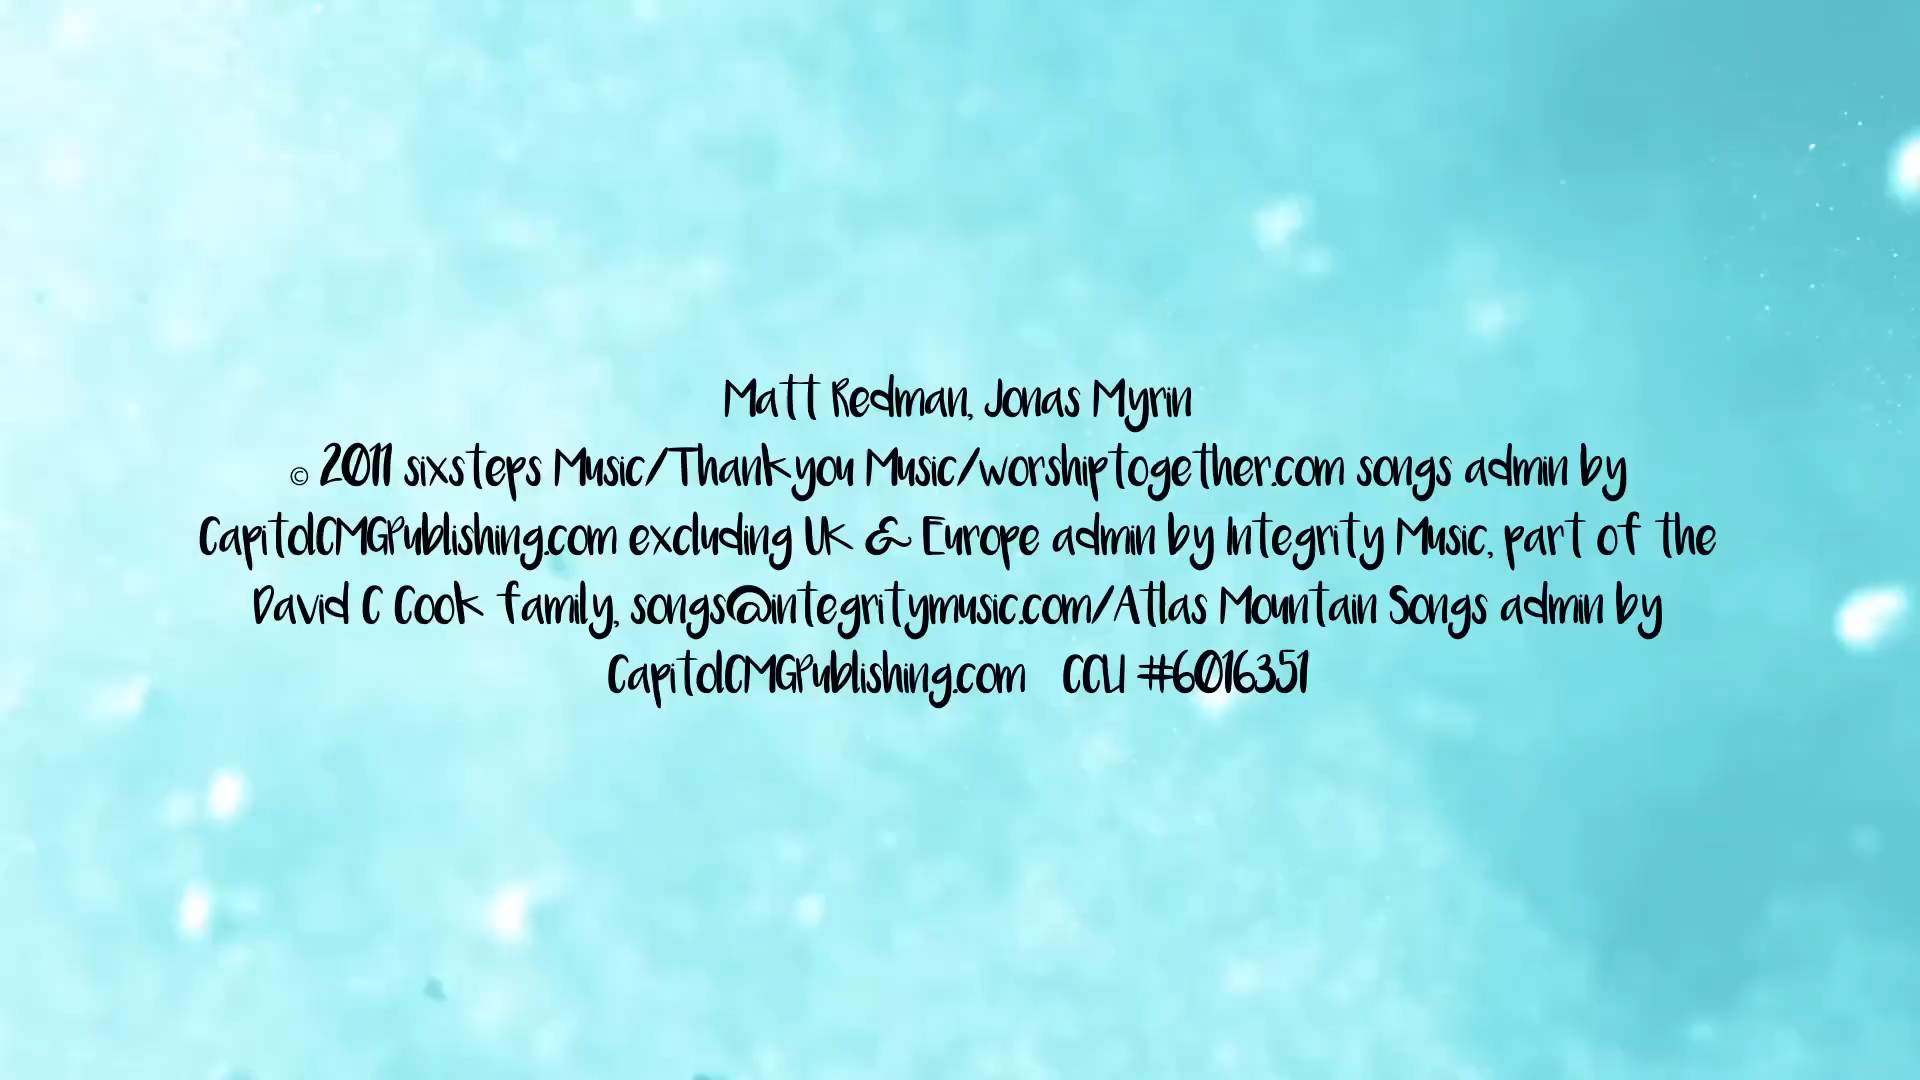 Matt Redman, Jonas Myrin
© 2011 sixsteps Music/Thankyou Music/worshiptogether.com songs admin by
CapitolCMGPublishing.com excluding UK & Europe admin by Integrity Music, part of the
David C Cook family, songs@integritymusic.com/Atlas Mountain Songs admin by
CapitolCMGPublishing.com   CCLI #6016351